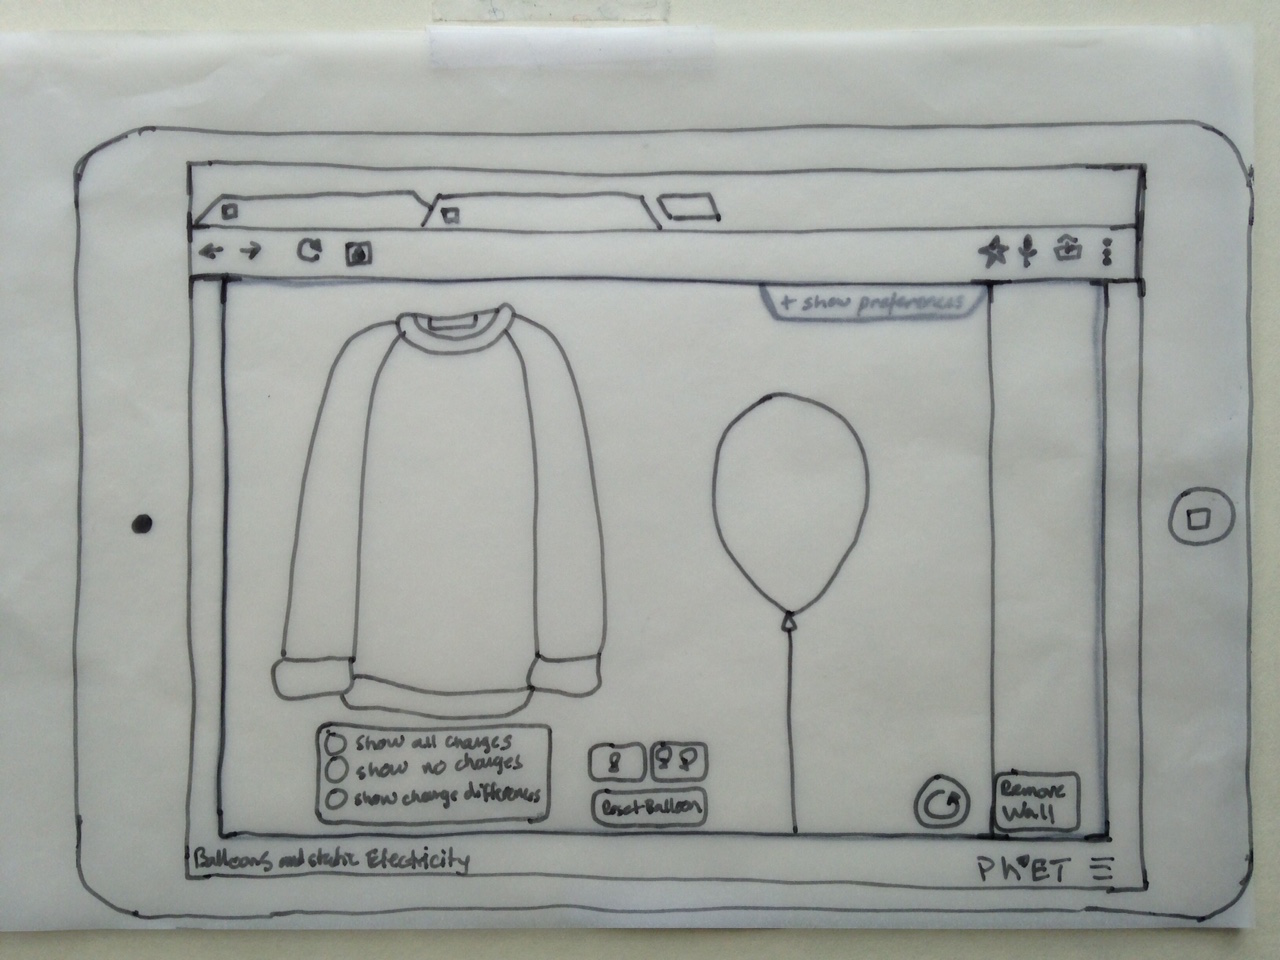 + show preferences
show all charges
show no charges
show charge differences
Reset Balloon
Remove
Wall
Balloons and static Electricity
PhET